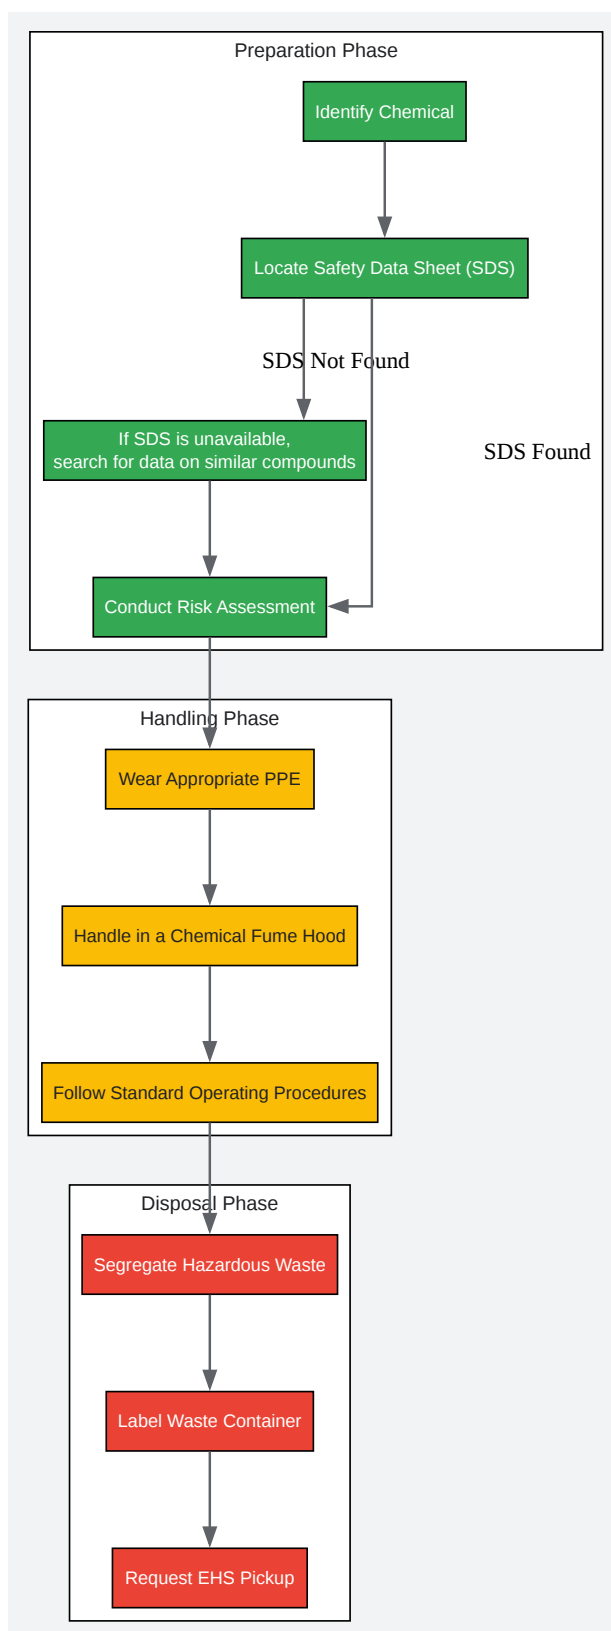 Preparation Phase
Identify Chemical
Locate Safety Data Sheet (SDS)
SDS Not Found
If SDS is unavailable,
search for data on similar compounds
SDS Found
Conduct Risk Assessment
Handling Phase
Wear Appropriate PPE
Handle in a Chemical Fume Hood
Follow Standard Operating Procedures
Disposal Phase
Segregate Hazardous Waste
Label Waste Container
Request EHS Pickup